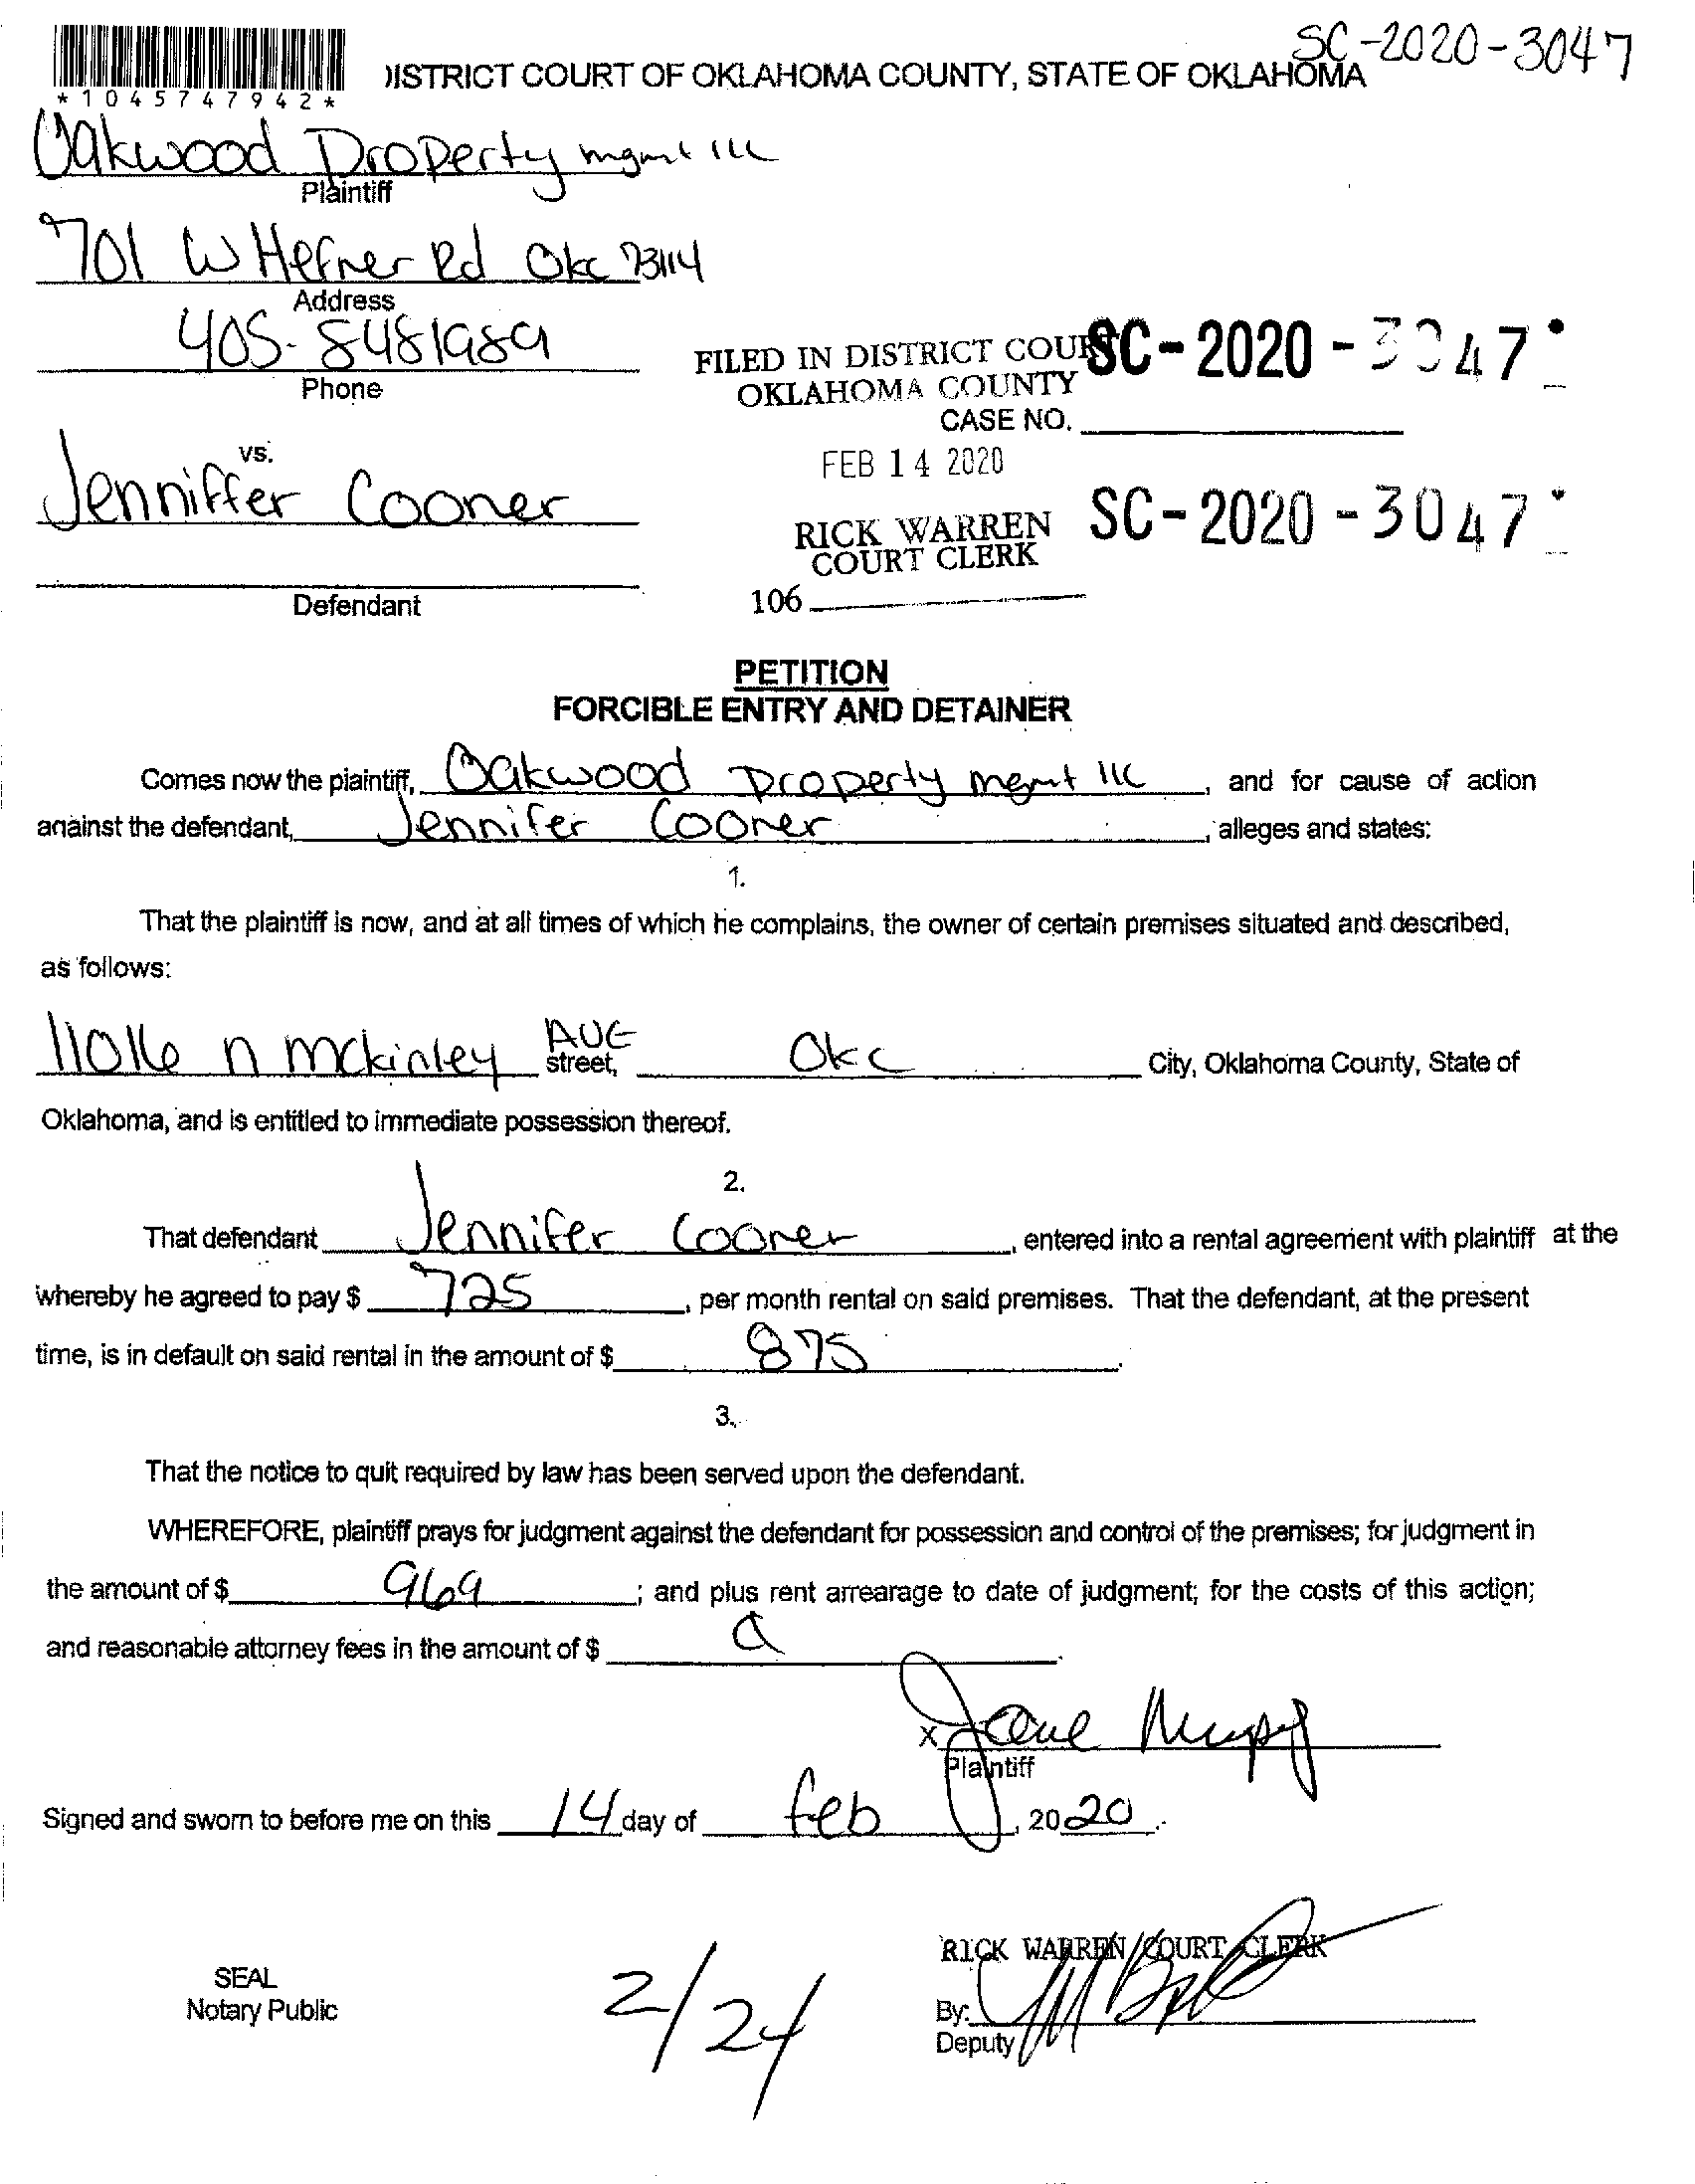 SC-2020-3047
*1045747942*
DISTRICT COURT OF OKLAHOMA COUNTY, STATE OF OKLAHOMA
Oakwood Property mgmt llc
Plaintiff
701 W Hefner Rd Okc 73114
Address
405-8481989
Phone
FILED IN DISTRICT COURT
OKLAHOMA COUNTY
SC-2020-3047
CASE NO.
vs.
FEB 14 2020
Jenniffer Cooner
RICK WARREN
COURT CLERK
SC-2020-3047
106
Defendant
PETITION
FORCIBLE ENTRY AND DETAINER
Comes now the plaintiff, Oakwood Property mgmt llc, and for cause of action
against the defendant, Jennifer Cooner, alleges and states:
1.
That the plaintiff is now, and at all times of which he complains, the owner of certain premises situated and described,
as follows:
11016 n mckinley AVE street, Okc City, Oklahoma County, State of
Oklahoma, and is entitled to immediate possession thereof.
2.
That defendant Jennifer Cooner, entered into a rental agreement with plaintiff at the
whereby he agreed to pay $ 725, per month rental on said premises. That the defendant, at the present
time, is in default on said rental in the amount of $ 875.
3.
That the notice to quit required by law has been served upon the defendant.
WHEREFORE, plaintiff prays for judgment against the defendant for possession and control of the premises; for judgment in
the amount of $ 969; and plus rent arrearage to date of judgment; for the costs of this action;
and reasonable attorney fees in the amount of $
x
Plaintiff
Signed and sworn to before me on this 14 day of feb, 2020.
RICK WARREN COURT CLERK
SEAL
Notary Public
2/24
By:
Deputy